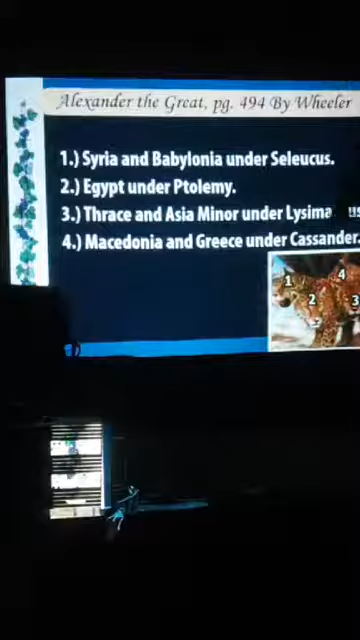 Alexander the Great, pg. 494 By Wheeler
1.) Syria and Babylonia under Seleucus.
2.) Egypt under Ptolemy.
3.) Thrace and Asia Minor under Lysima us
4.) Macedonia and Greece under Cassander.
1 4
2 3